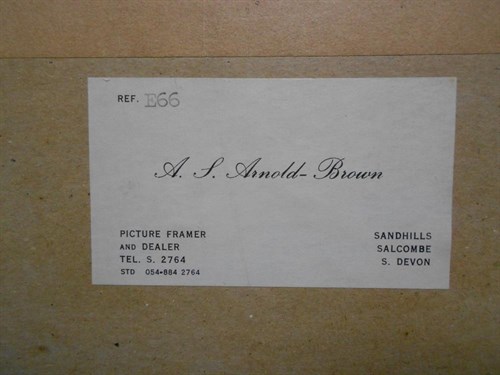 REF. E66
A. S. Arnold-Brown
PICTURE FRAMER
AND DEALER
TEL. S. 2764
STD 054-884 2764
SANDHILLS
SALCOMBE
S. DEVON